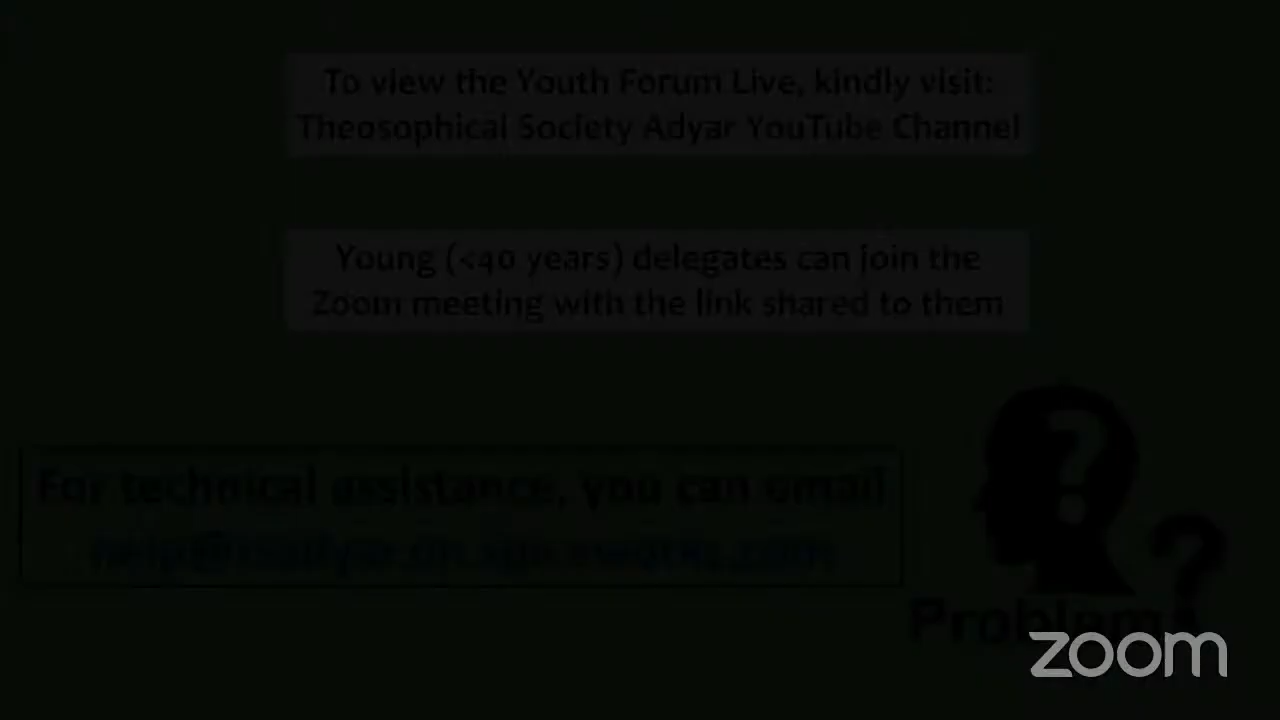 To view the Youth Forum Live, kindly visit:
Theosophical Society Adyar YouTube Channel
Young (<40 years) delegates can join the
Zoom meeting with the link shared to them
For technical assistance, you can email
Problem
zoom